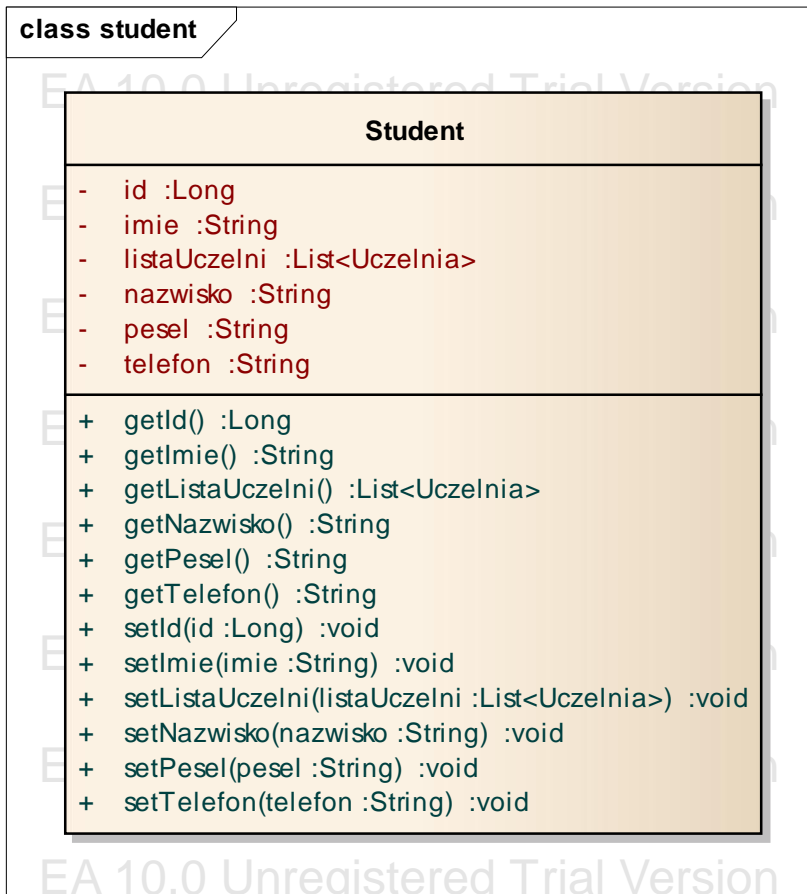 class student
EA 10.0 Unregistered Trial Version
Student
- id :Long
- imie :String
- listaUczelni :List<Uczelnia>
- nazwisko :String
- pesel :String
- telefon :String
+ getId() :Long
+ getImie() :String
+ getListaUczelni() :List<Uczelnia>
+ getNazwisko() :String
+ getPesel() :String
+ getTelefon() :String
+ setId(id :Long) :void
+ setImie(imie :String) :void
+ setListaUczelni(listaUczelni :List<Uczelnia>) :void
+ setNazwisko(nazwisko :String) :void
+ setPesel(pesel :String) :void
+ setTelefon(telefon :String) :void
EA 10.0 Unregistered Trial Version